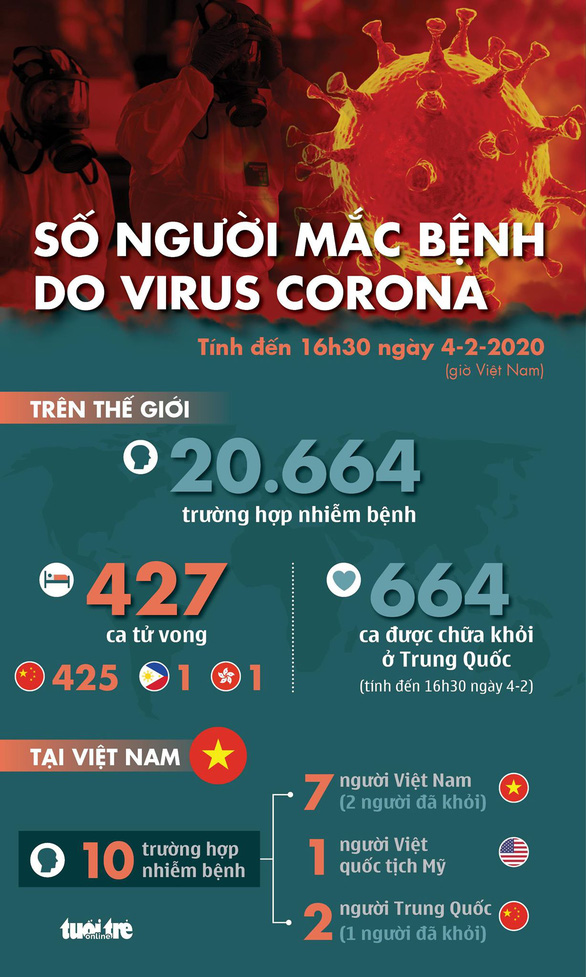 SỐ NGƯỜI MẮC BỆNH
DO VIRUS CORONA
Tính đến 16h30 ngày 4-2-2020
(giờ Việt Nam)
TRÊN THẾ GIỚI
20.664
trường hợp nhiễm bệnh
427
ca tử vong
425
1
1
664
ca được chữa khỏi
ở Trung Quốc
(tính đến 16h30 ngày 4-2)
TẠI VIỆT NAM
10
trường hợp
nhiễm bệnh
7
người Việt Nam
(2 người đã khỏi)
1
người Việt
quốc tịch Mỹ
2
người Trung Quốc
(1 người đã khỏi)
tuổi trẻ
online